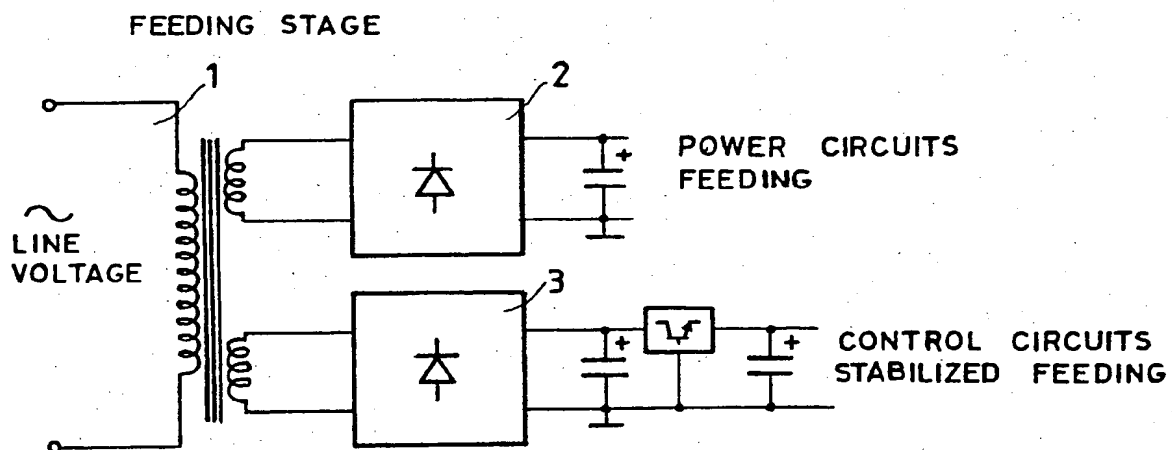 FEEDING STAGE
1
2
POWER CIRCUITS
FEEDING
LINE
VOLTAGE
3
CONTROL CIRCUITS
STABILIZED FEEDING